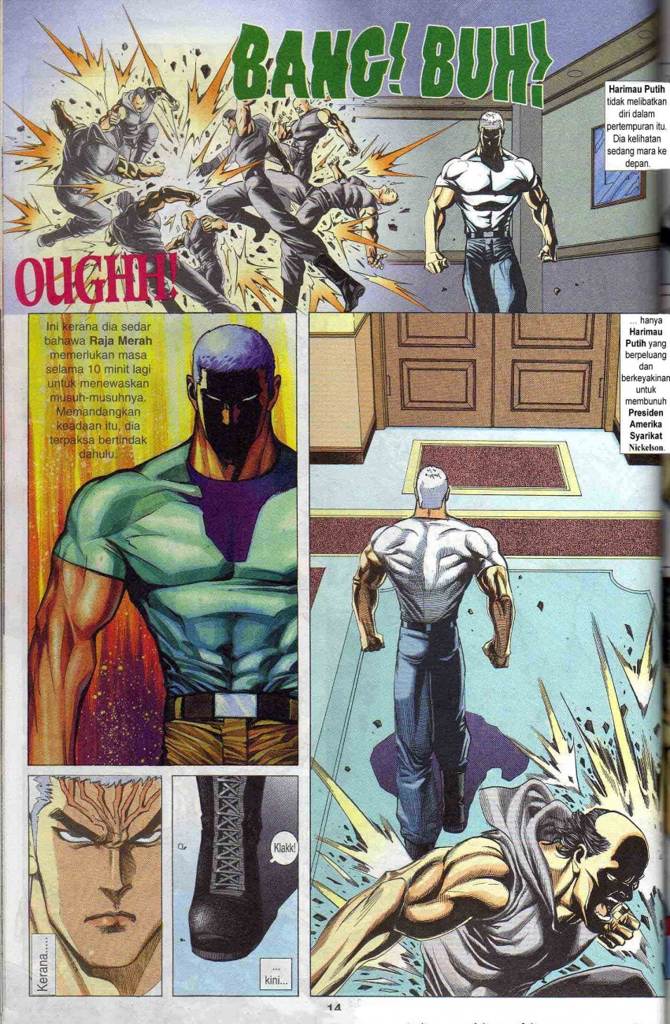 BANG! BUH!
Harimau Putih
tidak melibatkan
diri dalam
pertempuran itu.
Dia kelihatan
sedang mara ke
depan.
OUGHH!
Ini kerana dia sedar
bahawa Raja Merah
memerlukan masa
selama 10 minit lagi
untuk menewaskan
musuh-musuhnya.
Memandangkan
keadaan itu, dia
terpaksa bertindak
dahulu.
... hanya
Harimau
Putih yang
berpeluang
dan
berkeyakinan
untuk
membunuh
Presiden
Amerika
Syarikat
Nickelson.
Kerana.....
Klakk!
...
kini...
14